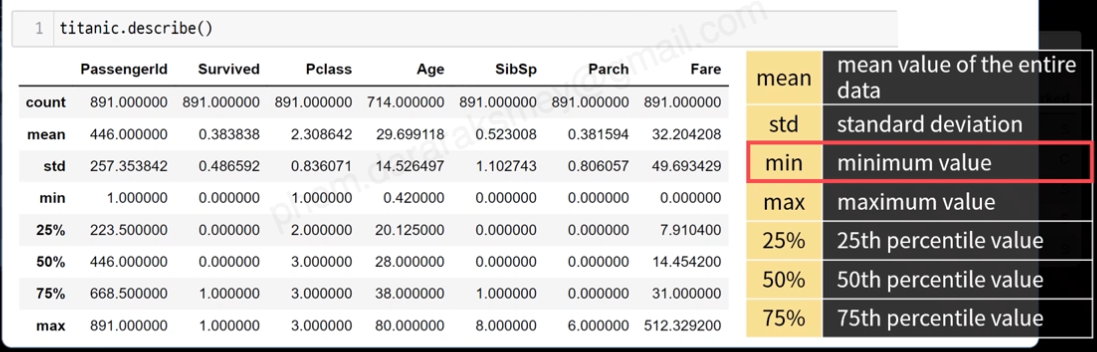 1 titanic.describe()
PassengerId Survived Pclass Age SibSp Parch Fare
count 891.000000 891.000000 891.000000 714.000000 891.000000 891.000000 891.000000
mean 446.000000 0.383838 2.308642 29.699118 0.523008 0.381594 32.204208
std 257.353842 0.486592 0.836071 14.526497 1.102743 0.806057 49.693429
min 1.000000 0.000000 1.000000 0.420000 0.000000 0.000000 0.000000
25% 223.500000 0.000000 2.000000 20.125000 0.000000 0.000000 7.910400
50% 446.000000 0.000000 3.000000 28.000000 0.000000 0.000000 14.454200
75% 668.500000 1.000000 3.000000 38.000000 1.000000 0.000000 31.000000
max 891.000000 1.000000 3.000000 80.000000 8.000000 6.000000 512.329200
mean mean value of the entire
data
std standard deviation
min minimum value
max maximum value
25% 25th percentile value
50% 50th percentile value
75% 75th percentile value